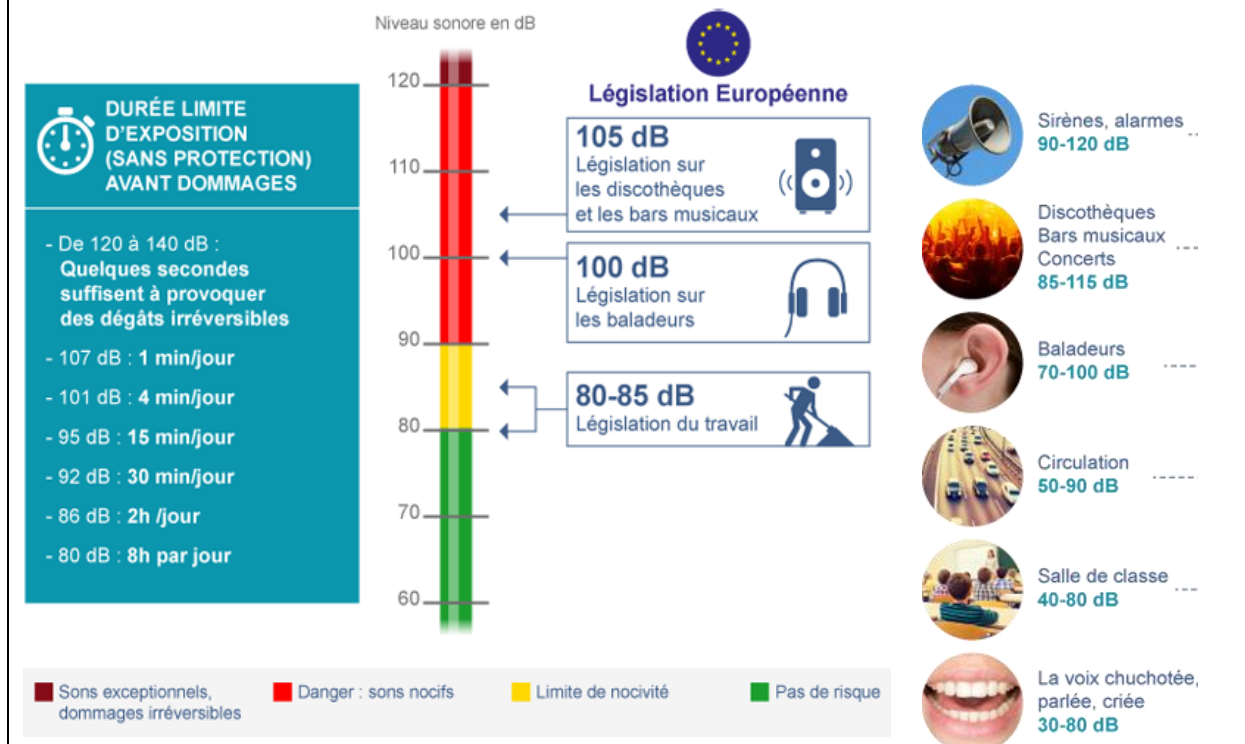 Niveau sonore en dB
120
110
100
90
80
70
60
DURÉE LIMITE
D'EXPOSITION
(SANS PROTECTION)
AVANT DOMMAGES
- De 120 à 140 dB :
Quelques secondes
suffisent à provoquer
des dégâts irréversibles
- 107 dB : 1 min/jour
- 101 dB : 4 min/jour
- 95 dB : 15 min/jour
- 92 dB : 30 min/jour
- 86 dB : 2h /jour
- 80 dB : 8h par jour
Législation Européenne
105 dB
Législation sur
les discothèques
et les bars musicaux
100 dB
Législation sur
les baladeurs
80-85 dB
Législation du travail
Sirènes, alarmes
90-120 dB
Discothèques
Bars musicaux
Concerts
85-115 dB
Baladeurs
70-100 dB
Circulation
50-90 dB
Salle de classe
40-80 dB
La voix chuchotée,
parlée, criée
30-80 dB
Sons exceptionnels,
dommages irréversibles
Danger : sons nocifs
Limite de nocivité
Pas de risque